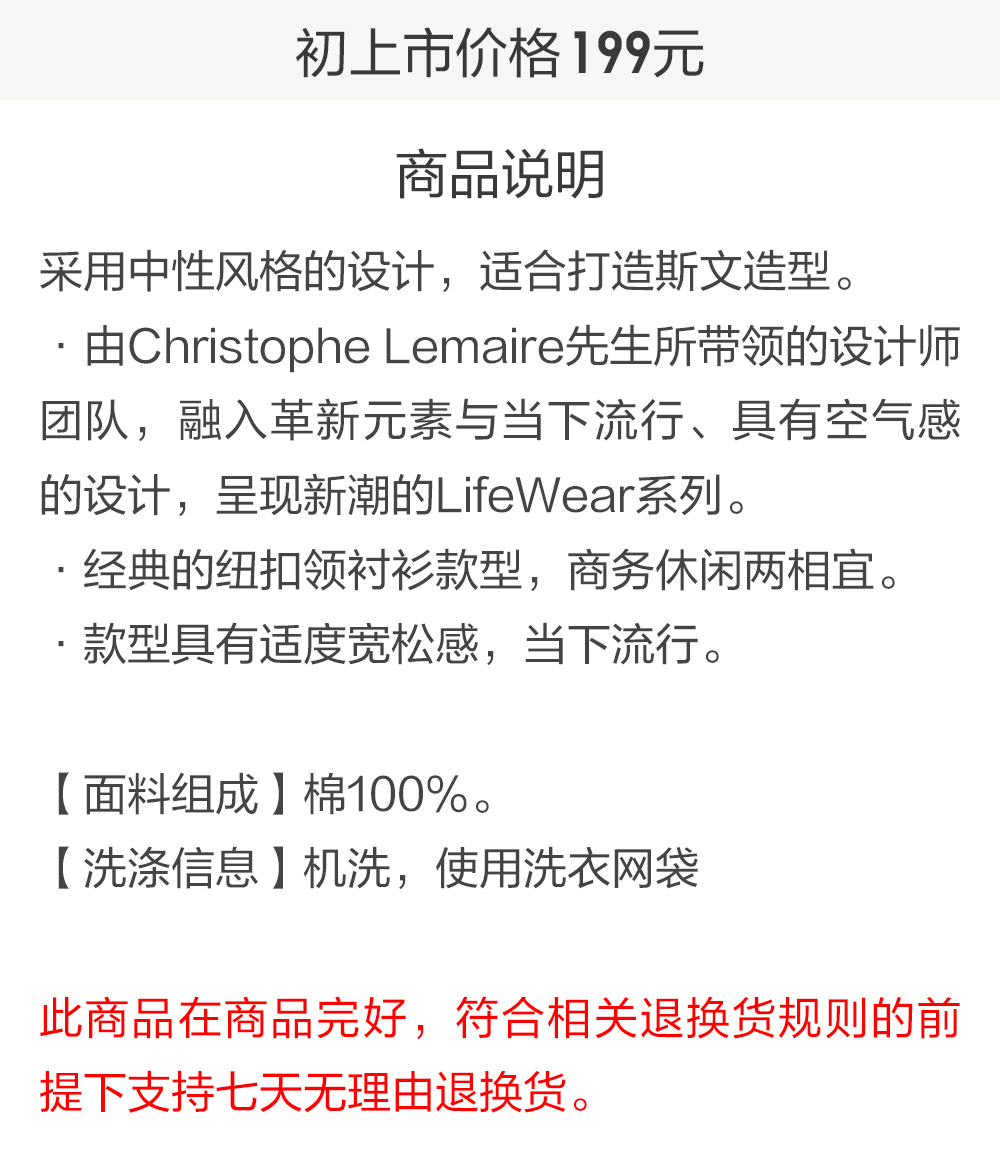 初上市价格199元
商品说明
采用中性风格的设计，适合打造斯文造型。
· 由Christophe Lemaire先生所带领的设计师
团队，融入革新元素与当下流行、具有空气感
的设计，呈现新潮的LifeWear系列。
· 经典的纽扣领衬衫款型，商务休闲两相宜。
· 款型具有适度宽松感，当下流行。
【面料组成】棉100%。
【洗涤信息】机洗，使用洗衣网袋
此商品在商品完好，符合相关退换货规则的前
提下支持七天无理由退换货。